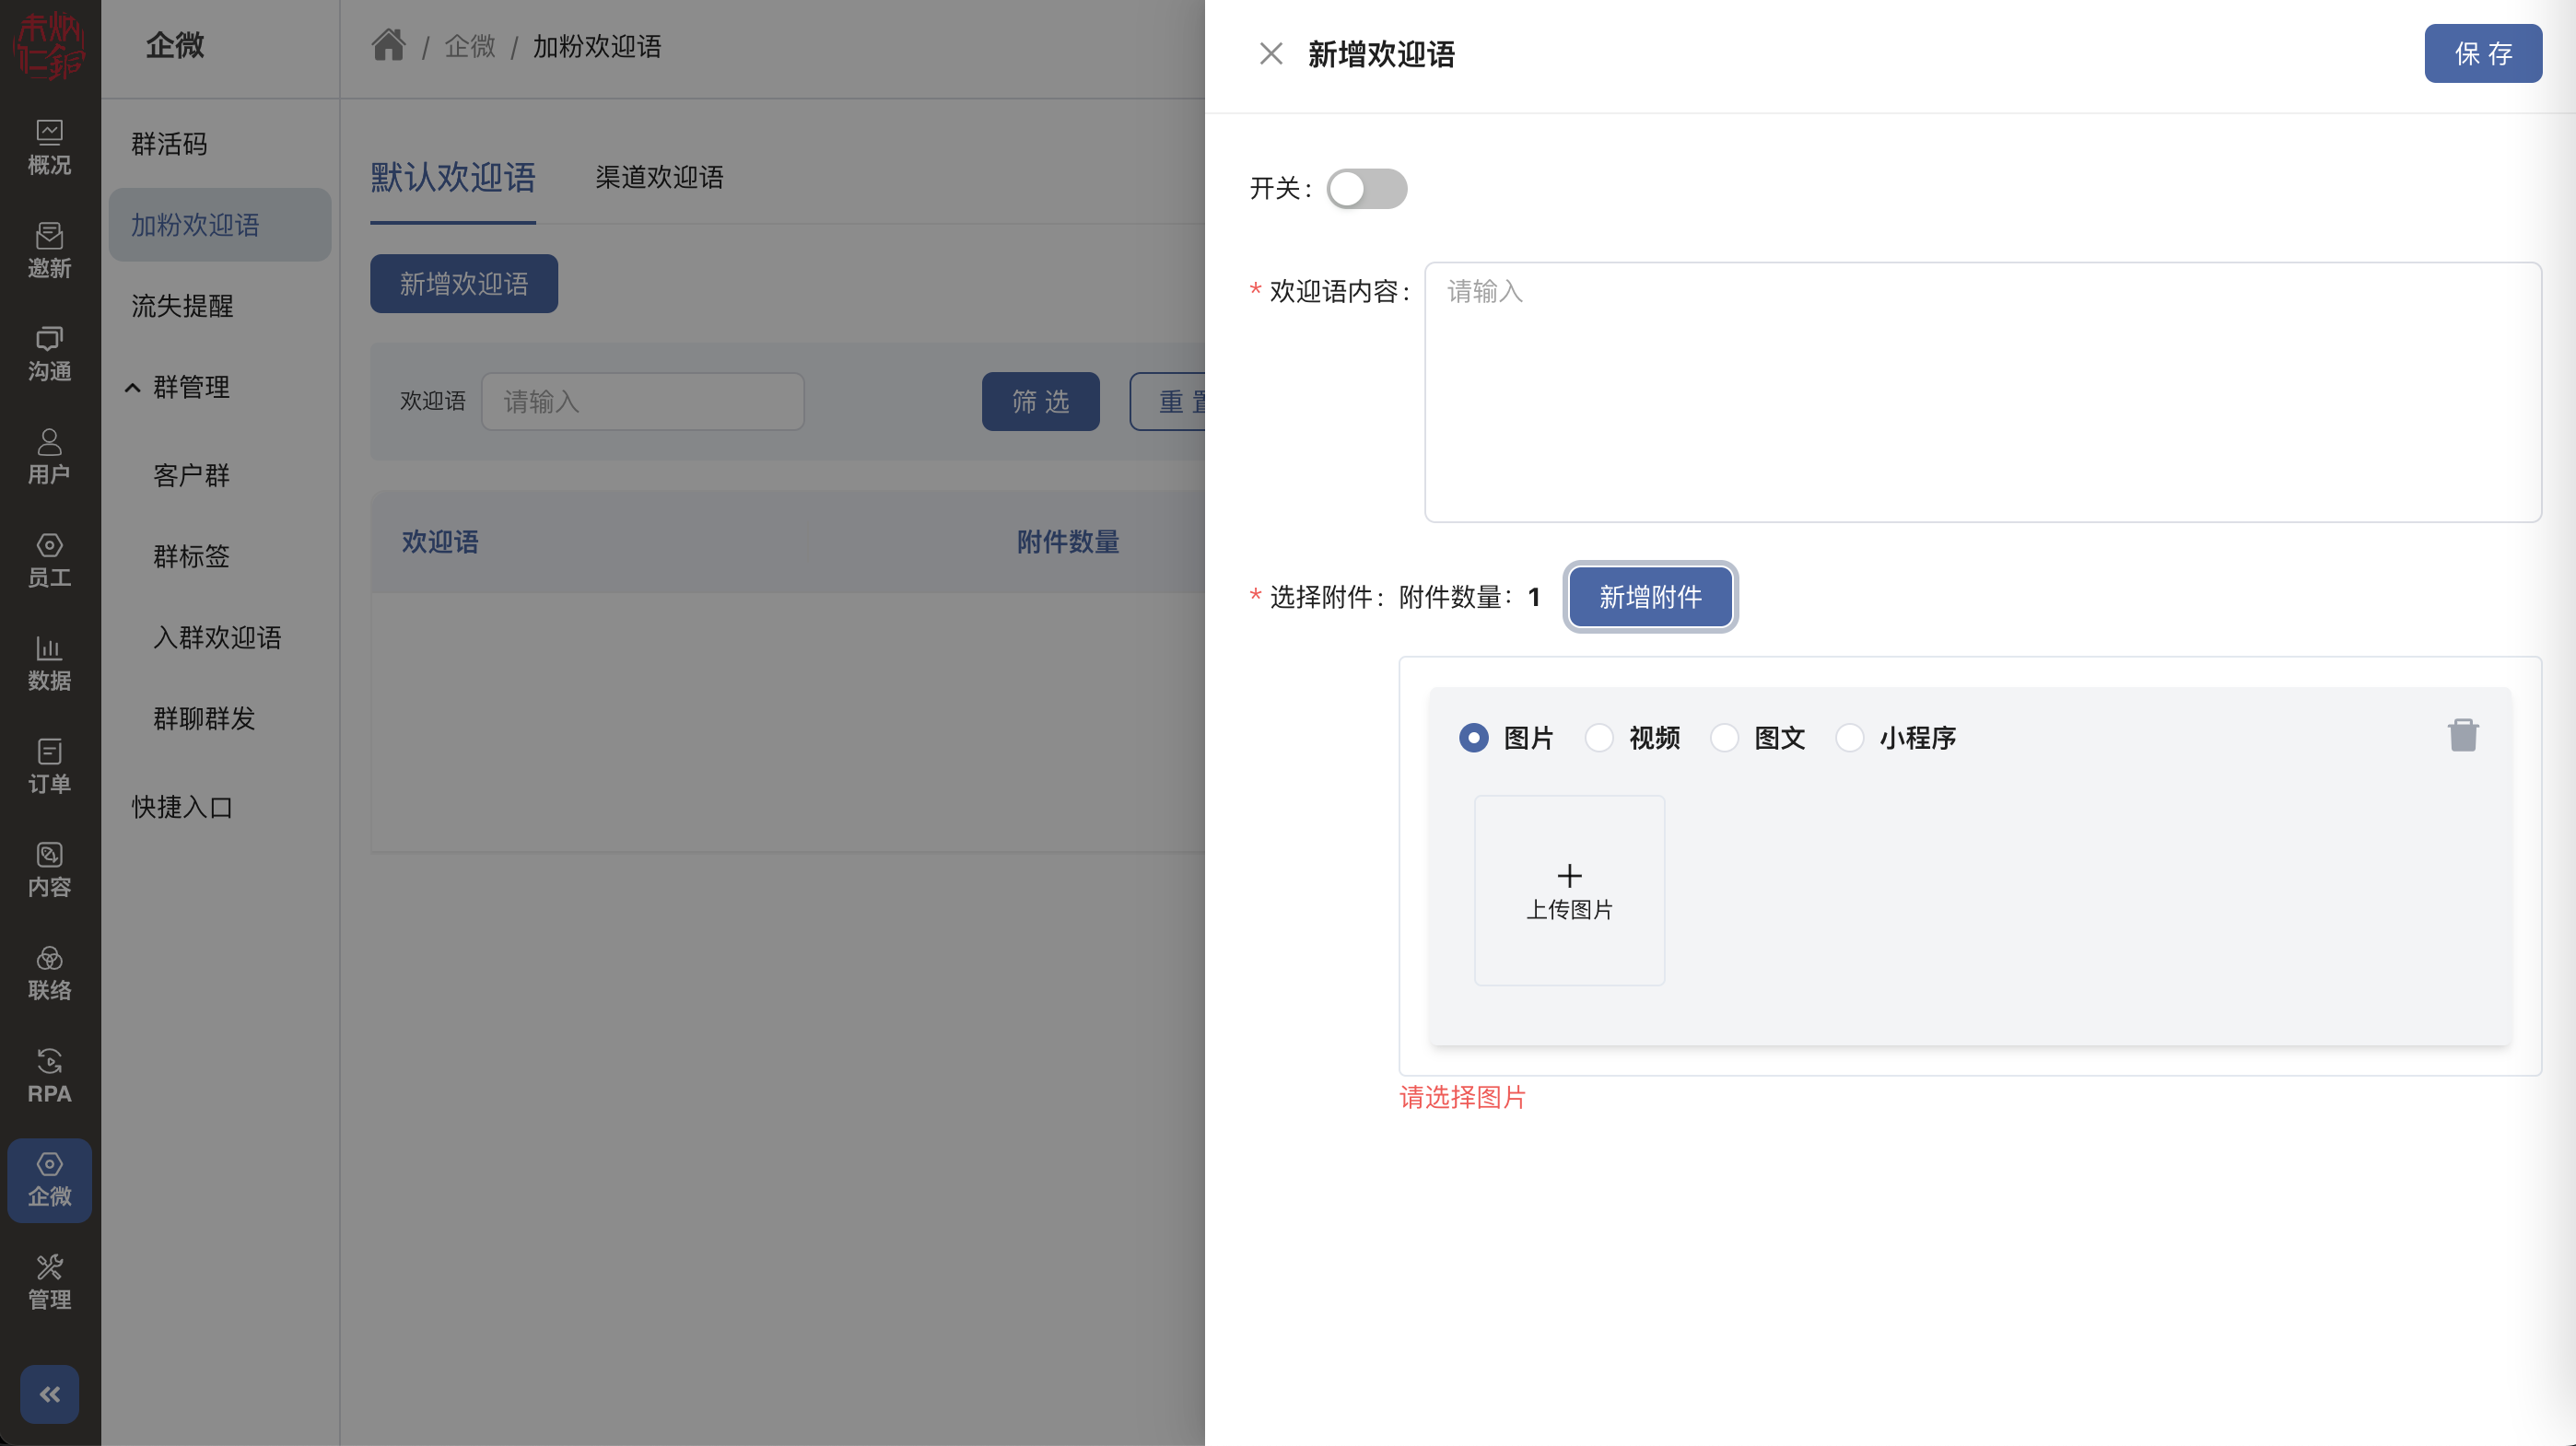 概况
邀新
沟通
用户
员工
数据
订单
内容
联络
RPA
企微
管理
企微
群活码
加粉欢迎语
流失提醒
群管理
客户群
群标签
入群欢迎语
群聊群发
快捷入口
/ 企微 / 加粉欢迎语
默认欢迎语 渠道欢迎语
新增欢迎语
欢迎语 请输入 筛 选 重 置
欢迎语 附件数量
新增欢迎语 保 存
开关:
* 欢迎语内容: 请输入
* 选择附件: 附件数量: 1 新增附件
图片 视频 图文 小程序
上传图片
请选择图片